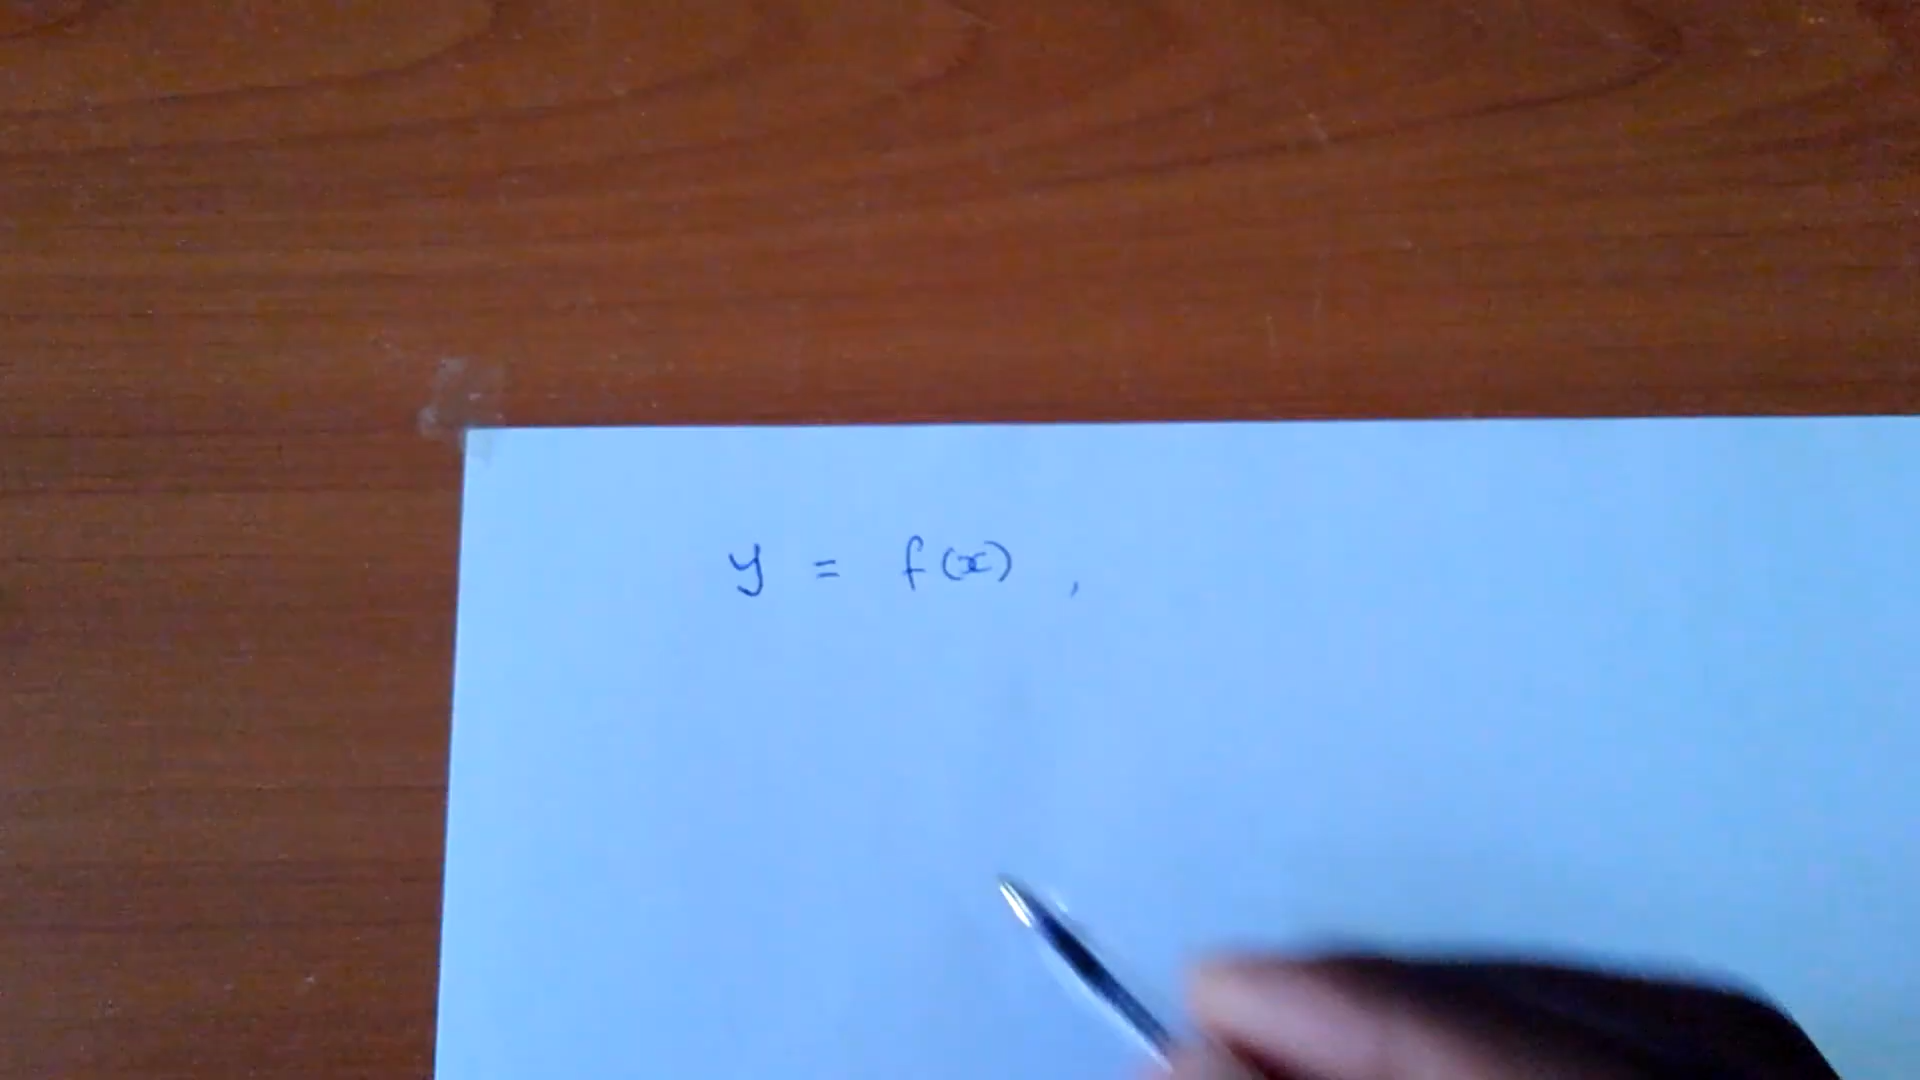 y = f(x) ,